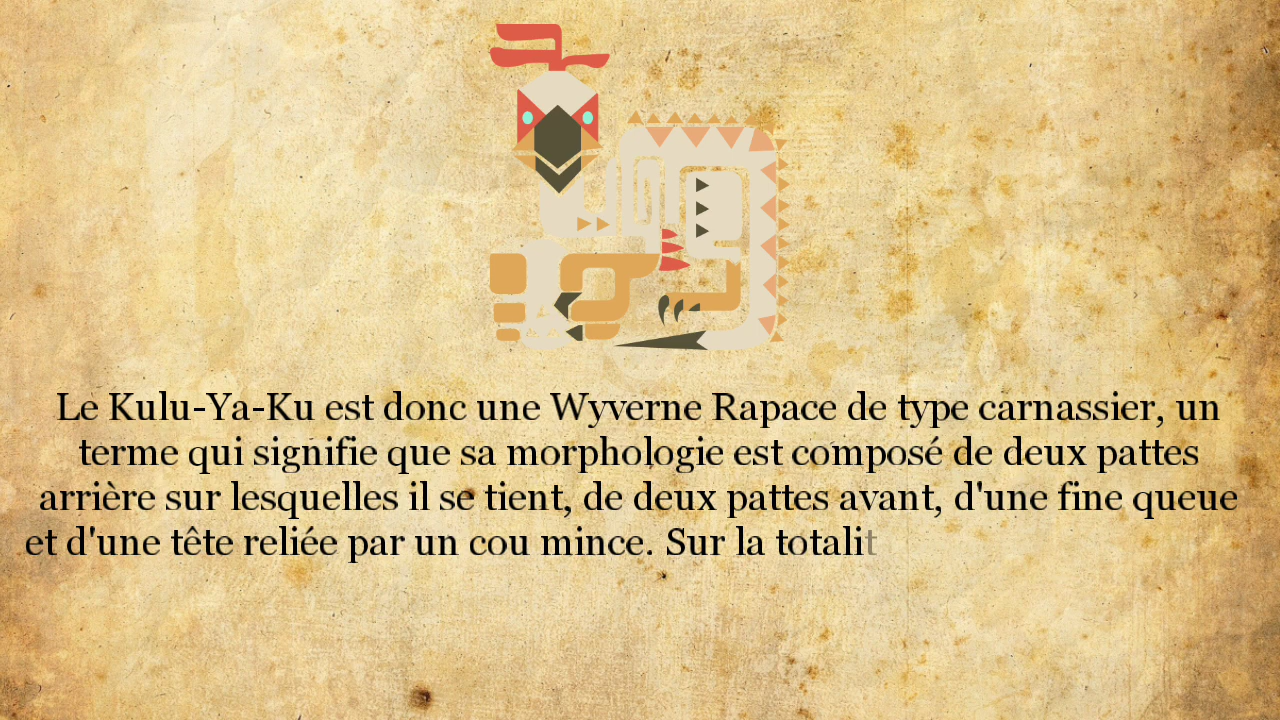 Le Kulu-Ya-Ku est donc une Wyverne Rapace de type carnassier, un
terme qui signifie que sa morphologie est composé de deux pattes
arrière sur lesquelles il se tient, de deux pattes avant, d'une fine queue
et d'une tête reliée par un cou mince. Sur la totalit